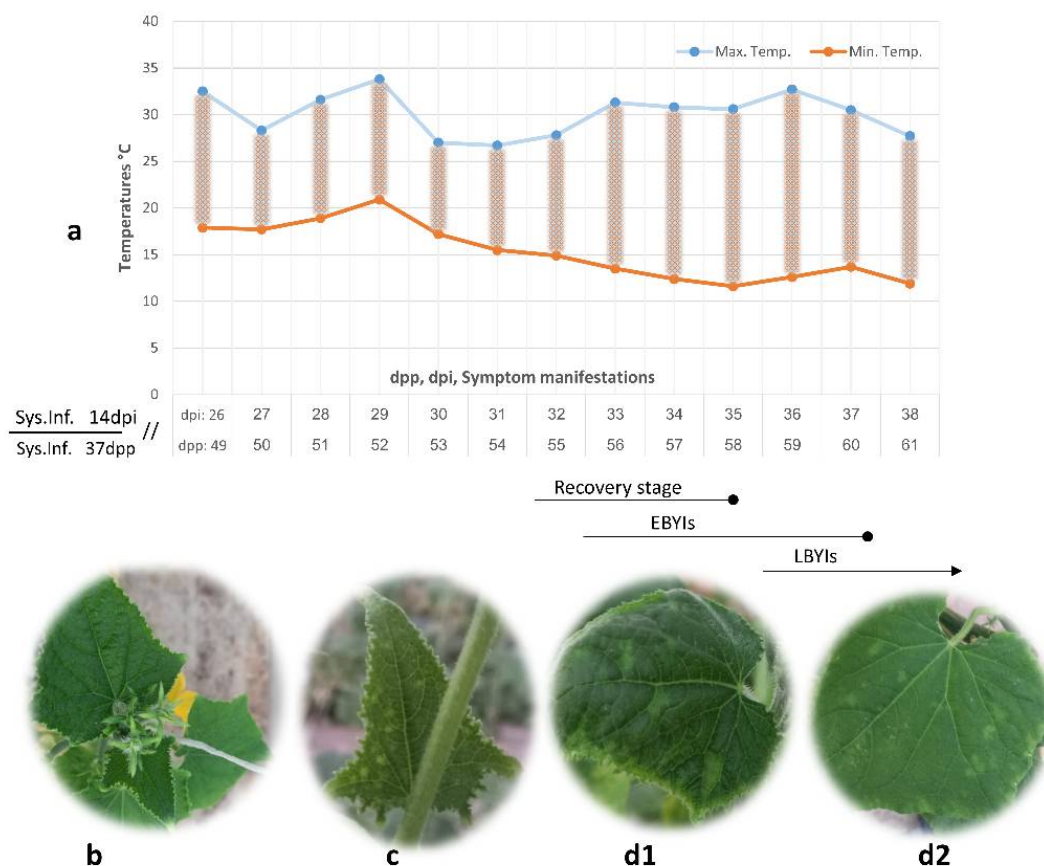 40
Max. Temp. Min. Temp.
35
30
25
20
15
10
5
0
Temperatures °C
a
dpp, dpi, Symptom manifestations
Sys.Inf. 14dpi // dpi: 26 27 28 29 30 31 32 33 34 35 36 37 38
Sys.Inf. 37dpp dpp: 49 50 51 52 53 54 55 56 57 58 59 60 61
Recovery stage
EBYIs
LBYIs
b c d1 d2